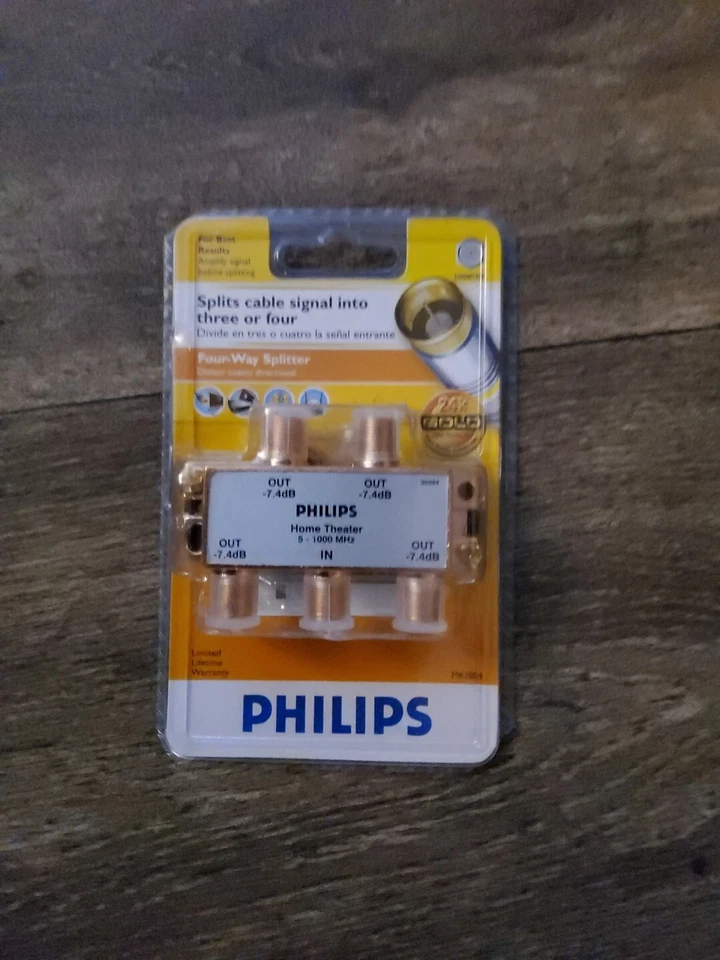 For Best
Results
Amplify signal
before splitting
Splits cable signal into
three or four
Divide en tres o cuatro la señal entrante
Four-Way Splitter
24k
GOLD
OUT
-7.4dB
OUT
-7.4dB
PHILIPS
Home Theater
5 - 1000 MHz
OUT
-7.4dB
IN
OUT
-7.4dB
Limited
Lifetime
Warranty
PHILIPS